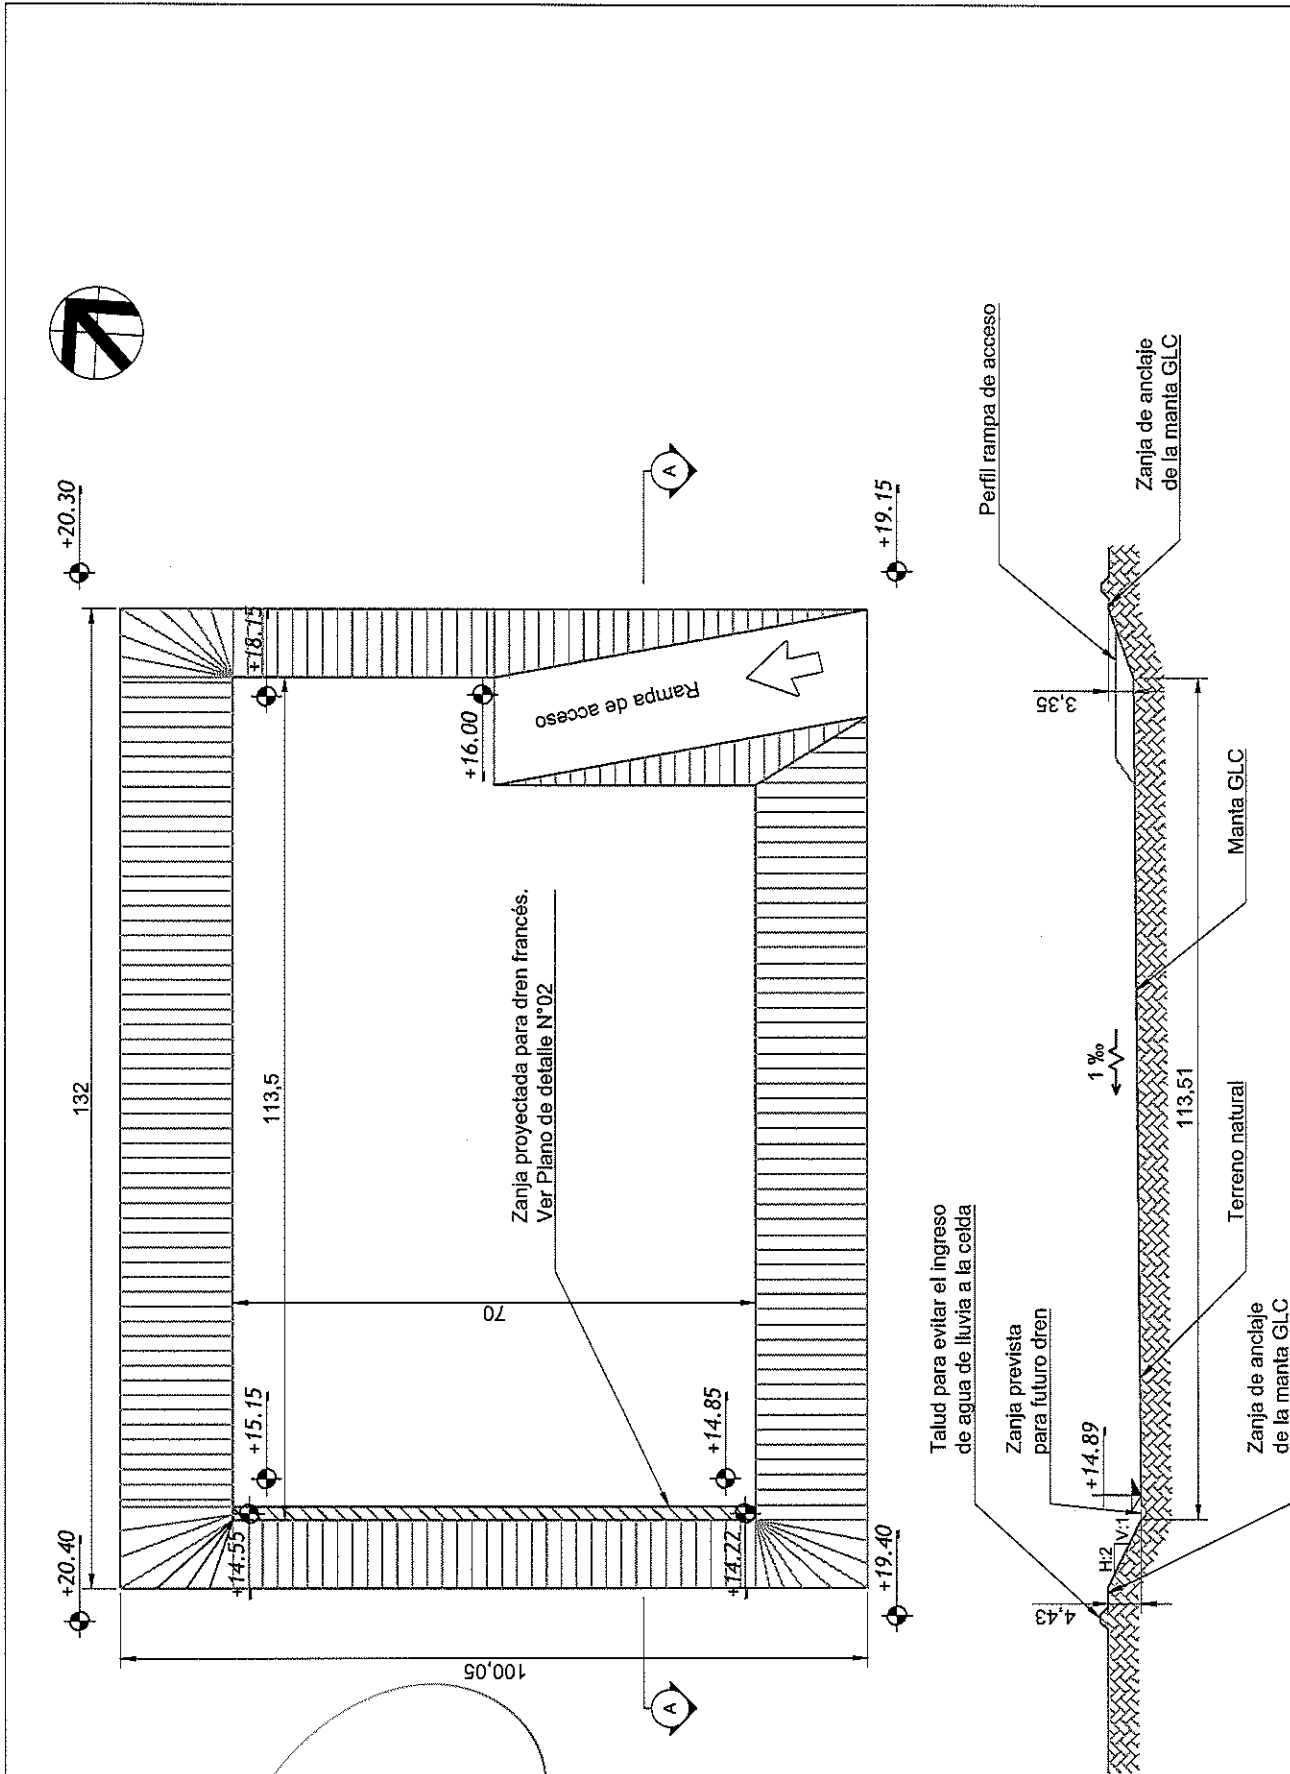 +20.40
132
+20.30
113,5
+18.15
+15.15
+14.55
100,05
70
Zanja proyectada para dren francés.
Ver Plano de detalle N°02
+16.00
Rampa de acceso
+14.85
+14.22
+19.40
+19.15
A
A
Talud para evitar el ingreso
de agua de lluvia a la celda
Zanja prevista
para futuro dren
+14.89
H:2
V:1
4,43
1 ‰
113,51
3,35
Perfil rampa de acceso
Zanja de anclaje
de la manta GLC
Manta GLC
Terreno natural
Zanja de anclaje
de la manta GLC